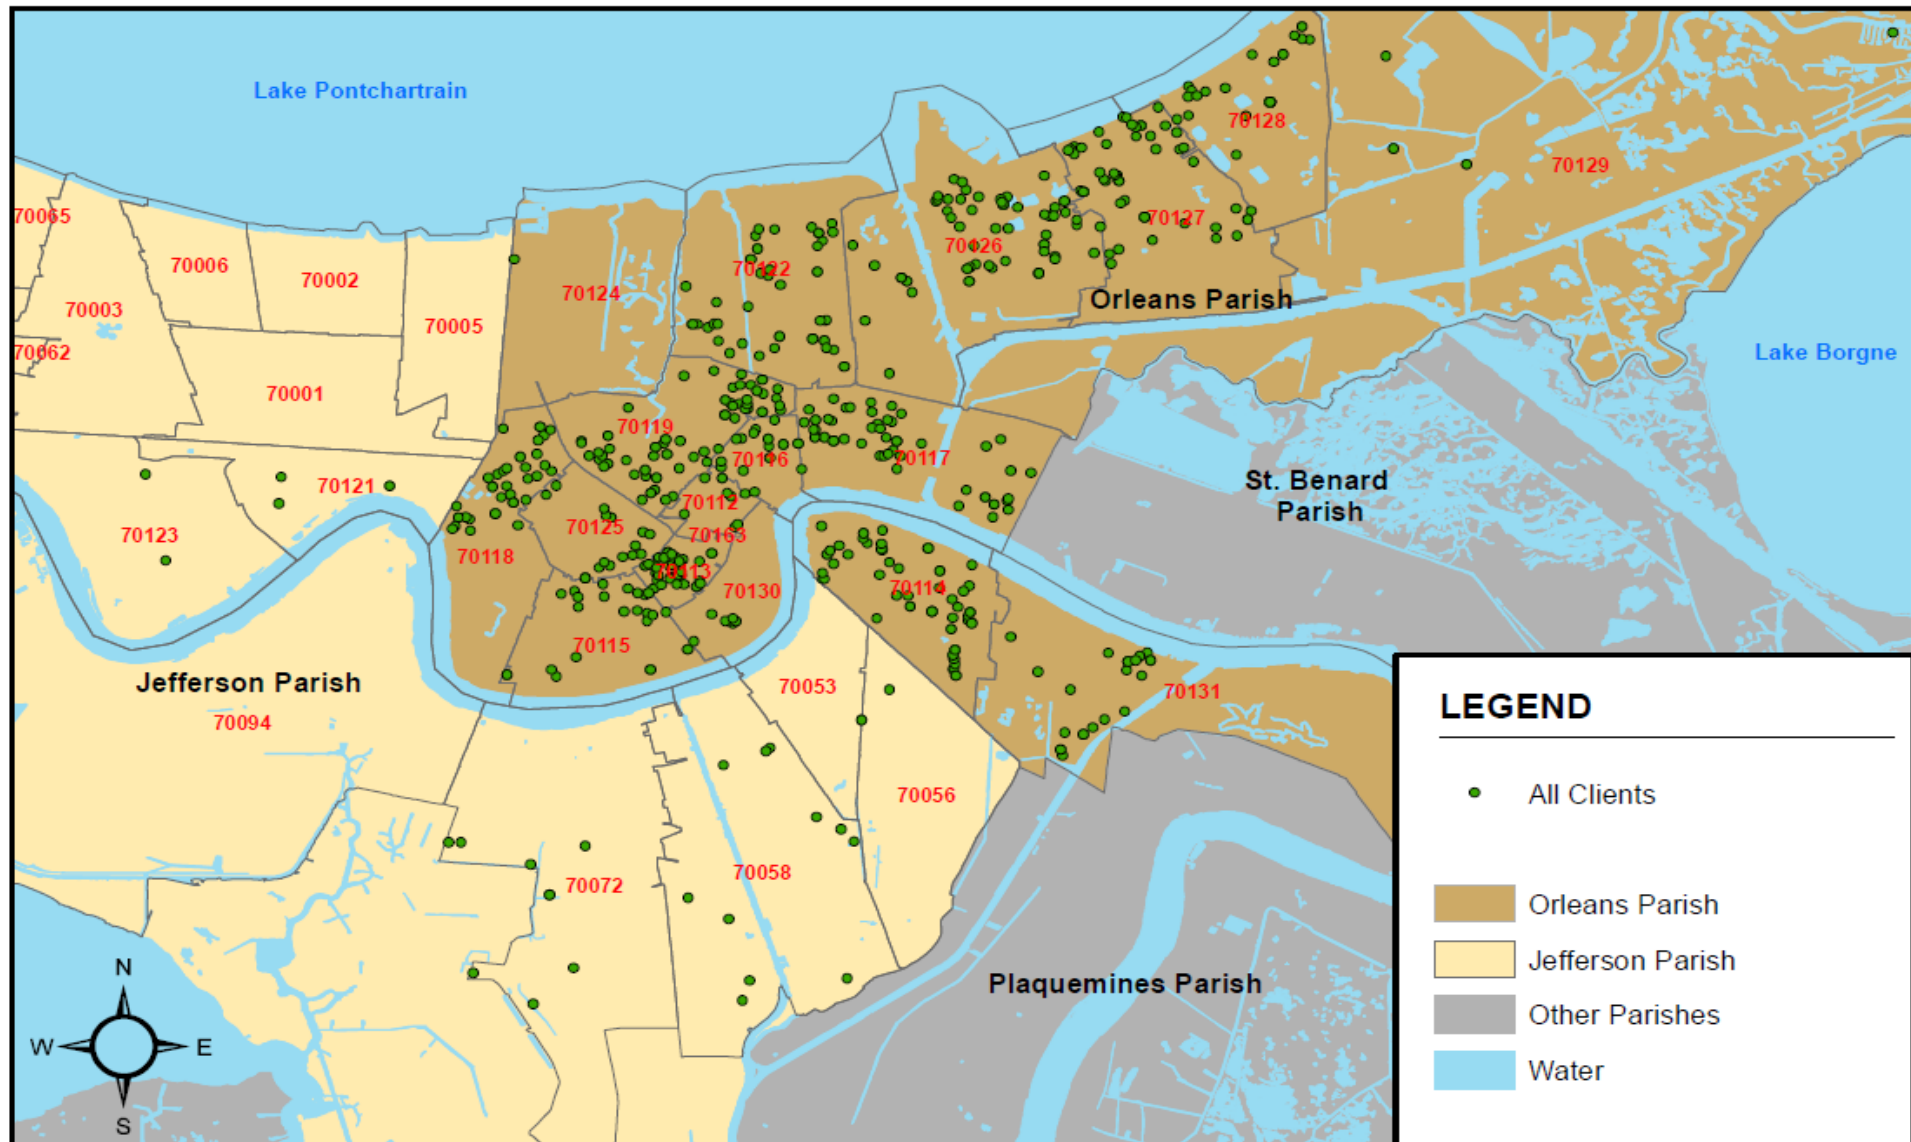 Lake Pontchartrain
70128
70129
70065
70127
70126
70006
70002
70122
70124
Orleans Parish
70003
70005
70062
Lake Borgne
70001
70119
70116
70117
St. Benard
Parish
70121
70112
70125
70163
70123
70118
70113
70114
70130
70115
Jefferson Parish
70053
70131
70094
70056
70058
70072
Plaquemines Parish
N
W
E
S
LEGEND
All Clients
Orleans Parish
Jefferson Parish
Other Parishes
Water